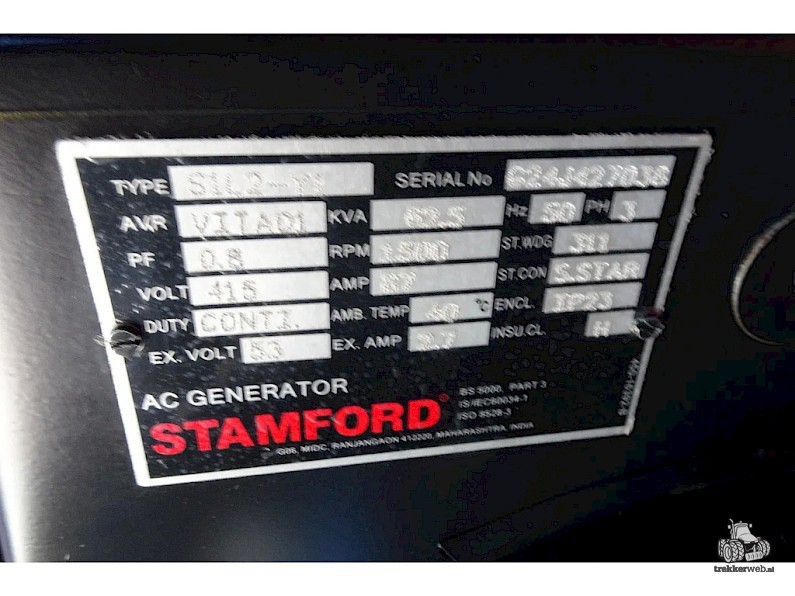 TYPE S1L2-Y1 SERIAL No
AVR VITA01 KVA 62.5 Hz 50 PH 3
PF 0.8 RPM 1500 ST.WDG 311
VOLT 415 AMP 87 ST.CON S.STAR
DUTY CONTI. AMB. TEMP 40 °C ENCL. IP23
EX. VOLT 53 EX. AMP INSU.CL. H
AC GENERATOR
STAMFORD®
BS 5000, PART 3
IS/IEC60034-1
ISO 8528-3
G06, MIDC, RANJANGAON 412220, MAHARASHTRA, INDIA
trekkerweb.nl